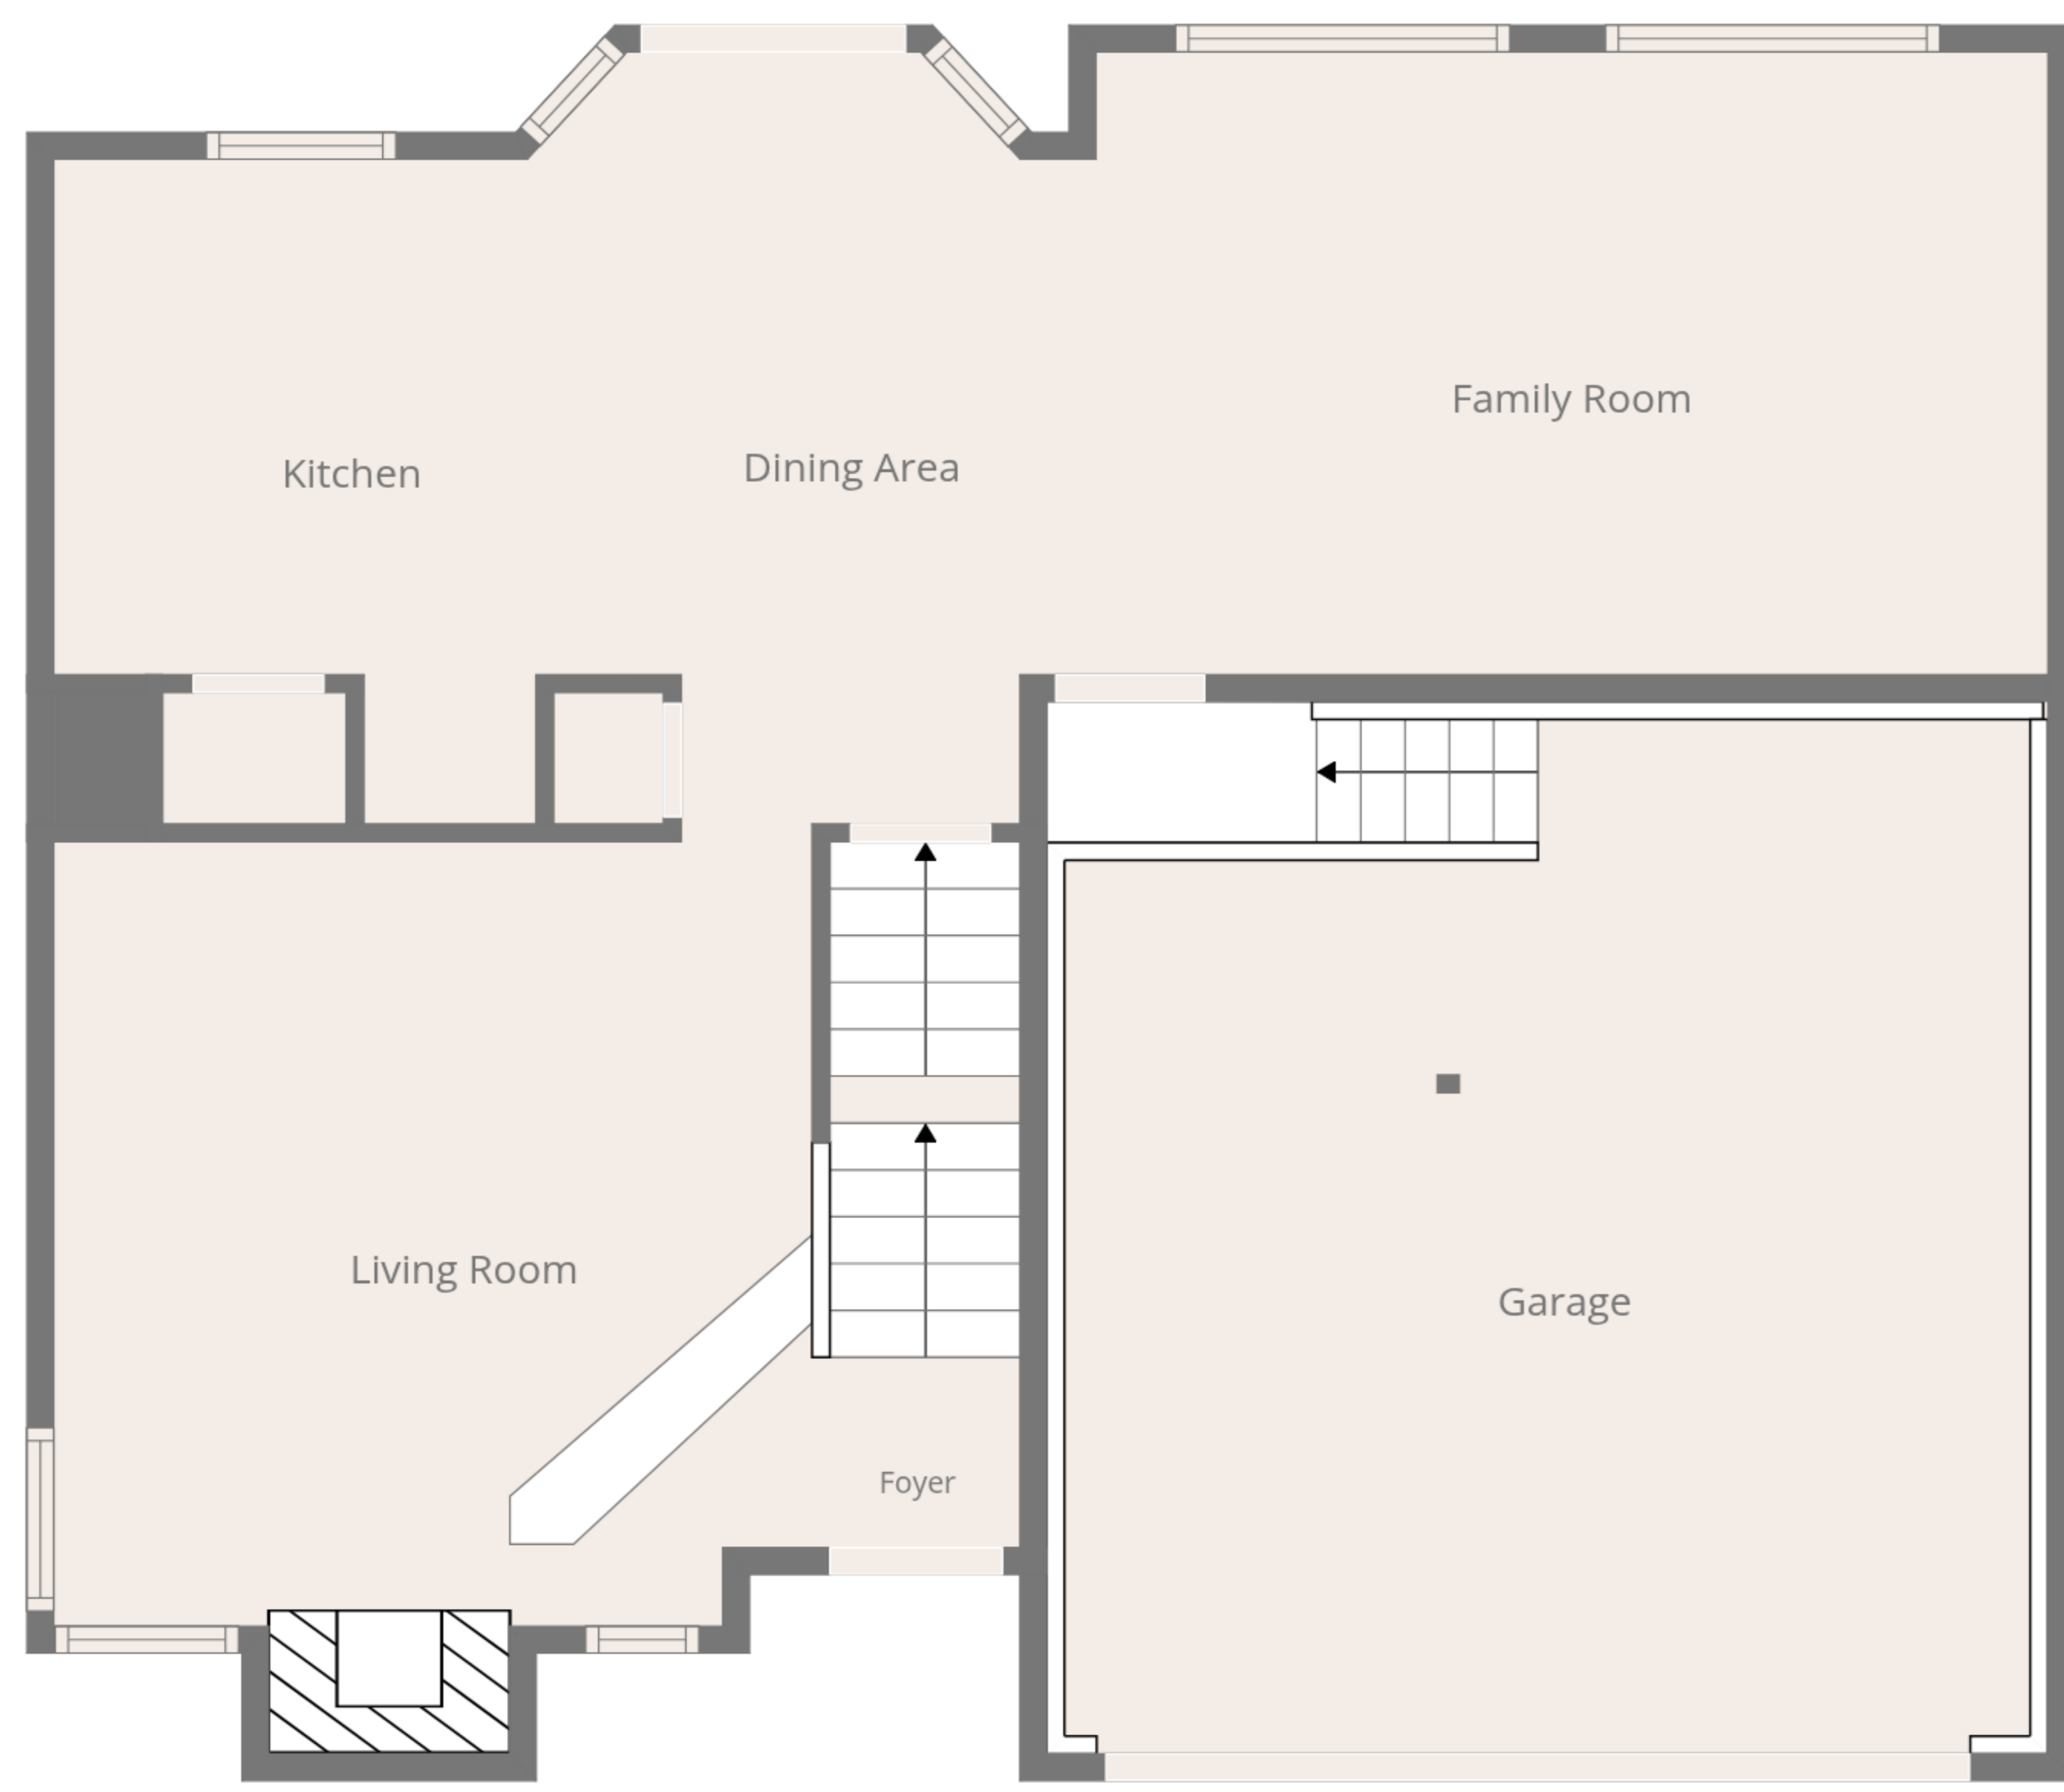 Family Room
Kitchen
Dining Area
Living Room
Garage
Foyer